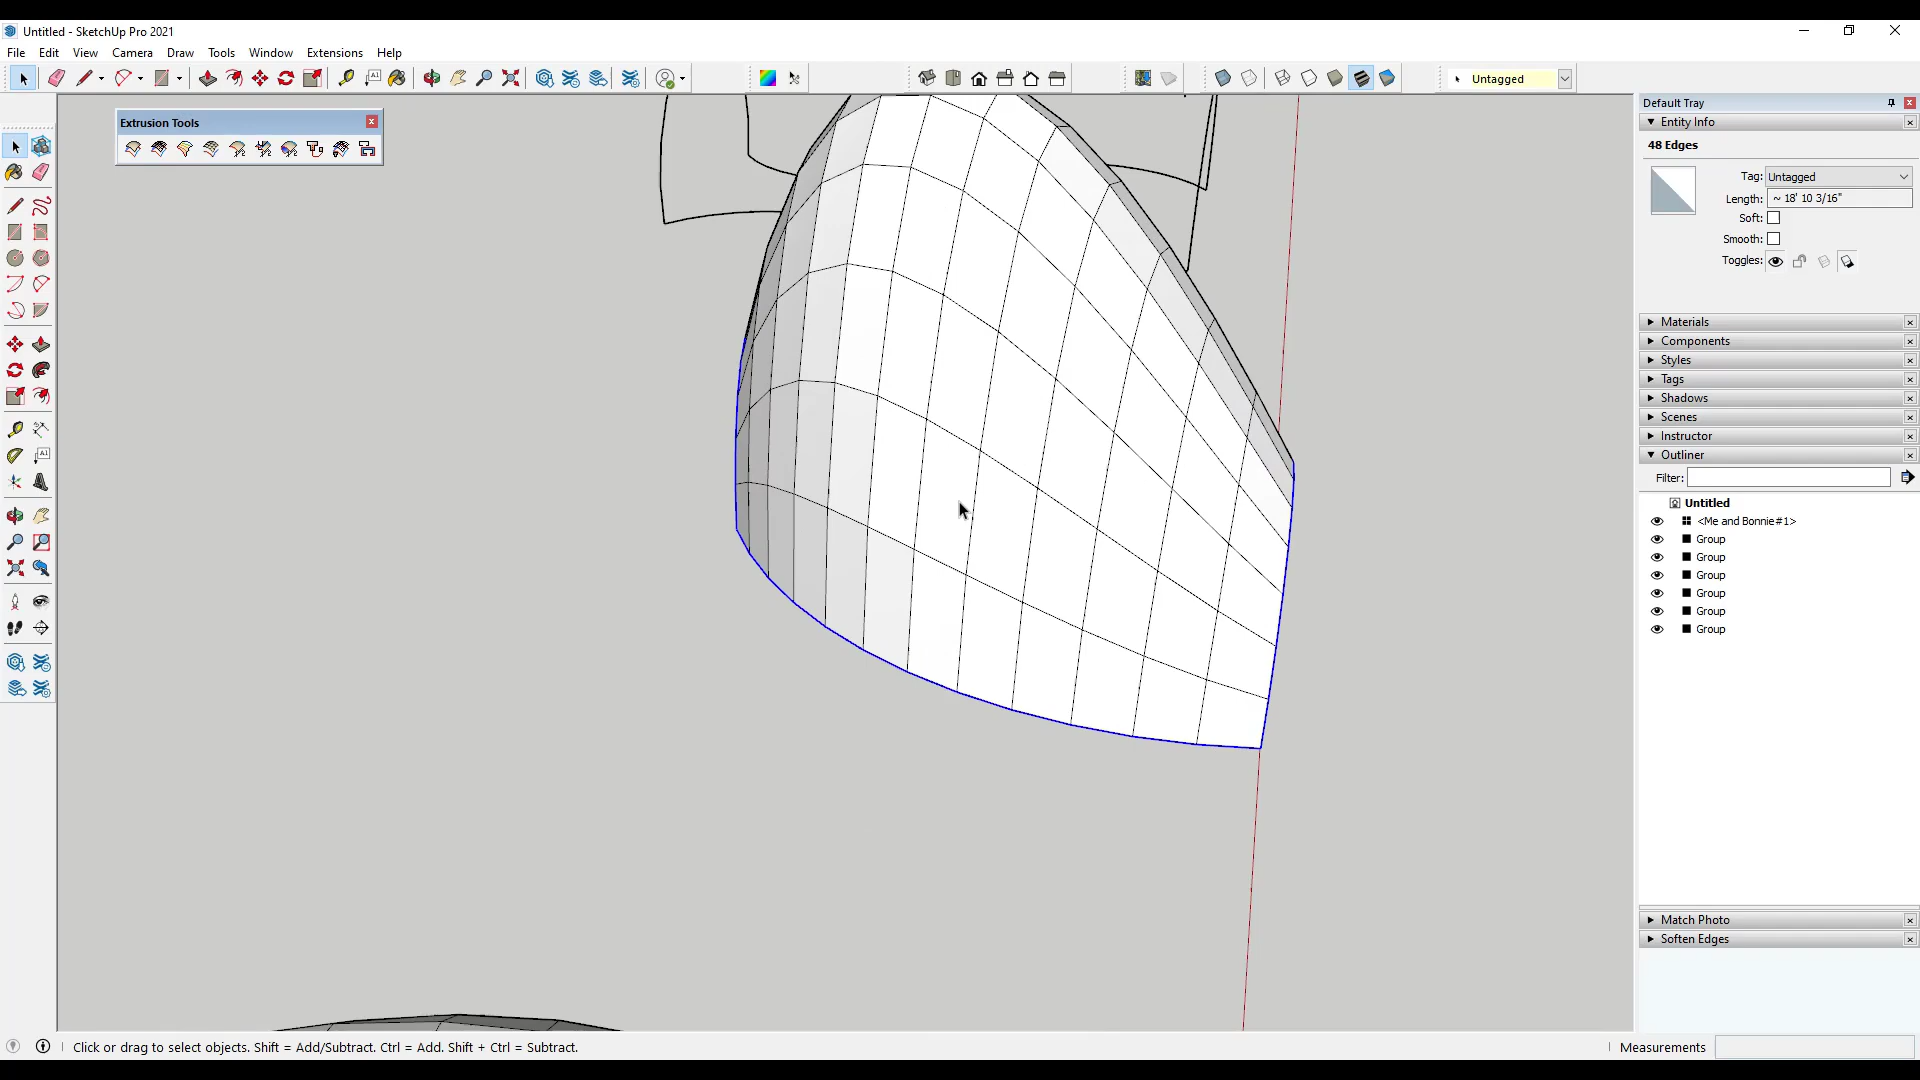 Untitled - SketchUp Pro 2021
File Edit View Camera Draw Tools Window Extensions Help
Untagged
Default Tray
Entity Info
48 Edges
Tag: Untagged
Length: ~ 18' 10 3/16"
Soft:
Smooth:
Toggles:
Extrusion Tools
Materials
Components
Styles
Tags
Shadows
Scenes
Instructor
Outliner
Filter:
Untitled
<Me and Bonnie#1>
Group
Group
Group
Group
Group
Group
Match Photo
Soften Edges
Click or drag to select objects. Shift = Add/Subtract. Ctrl = Add. Shift + Ctrl = Subtract.
Measurements